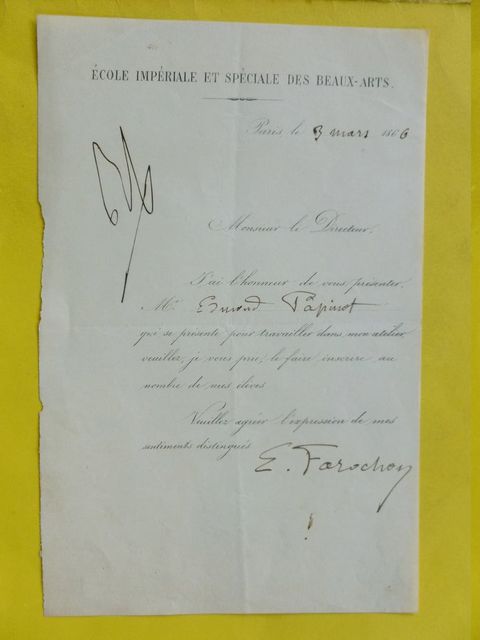 ÉCOLE IMPÉRIALE ET SPÉCIALE DES BEAUX-ARTS.
Paris, le 3 mars 1866
Monsieur le Directeur,
J'ai l'honneur de vous présenter,
Mr Papinot
qui se présente pour travailler dans mon atelier,
veuillez, je vous prie, le faire inscrire au
nombre de mes élèves
Veuillez agréer l'expression de mes
sentiments distingués
E. Farochon